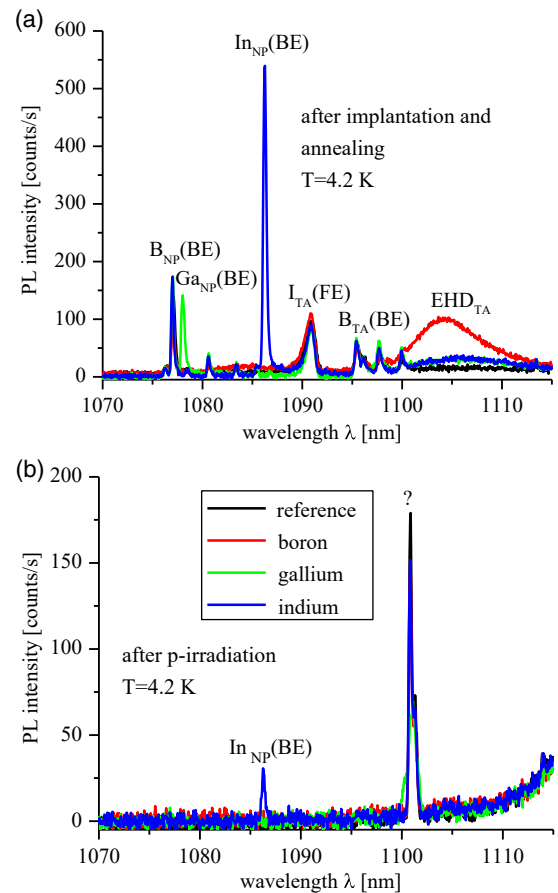 (a)
600
500
400
300
200
100
0
PL intensity [counts/s]
In_NP(BE)
after implantation and
annealing
T=4.2 K
B_NP(BE)
Ga_NP(BE)
I_TA(FE)
B_TA(BE)
EHD_TA
1070 1080 1090 1100 1110
wavelength λ [nm]
(b)
200
150
100
50
0
PL intensity [counts/s]
?
reference
boron
gallium
indium
after p-irradiation
T=4.2 K
In_NP(BE)
1070 1080 1090 1100 1110
wavelength λ [nm]